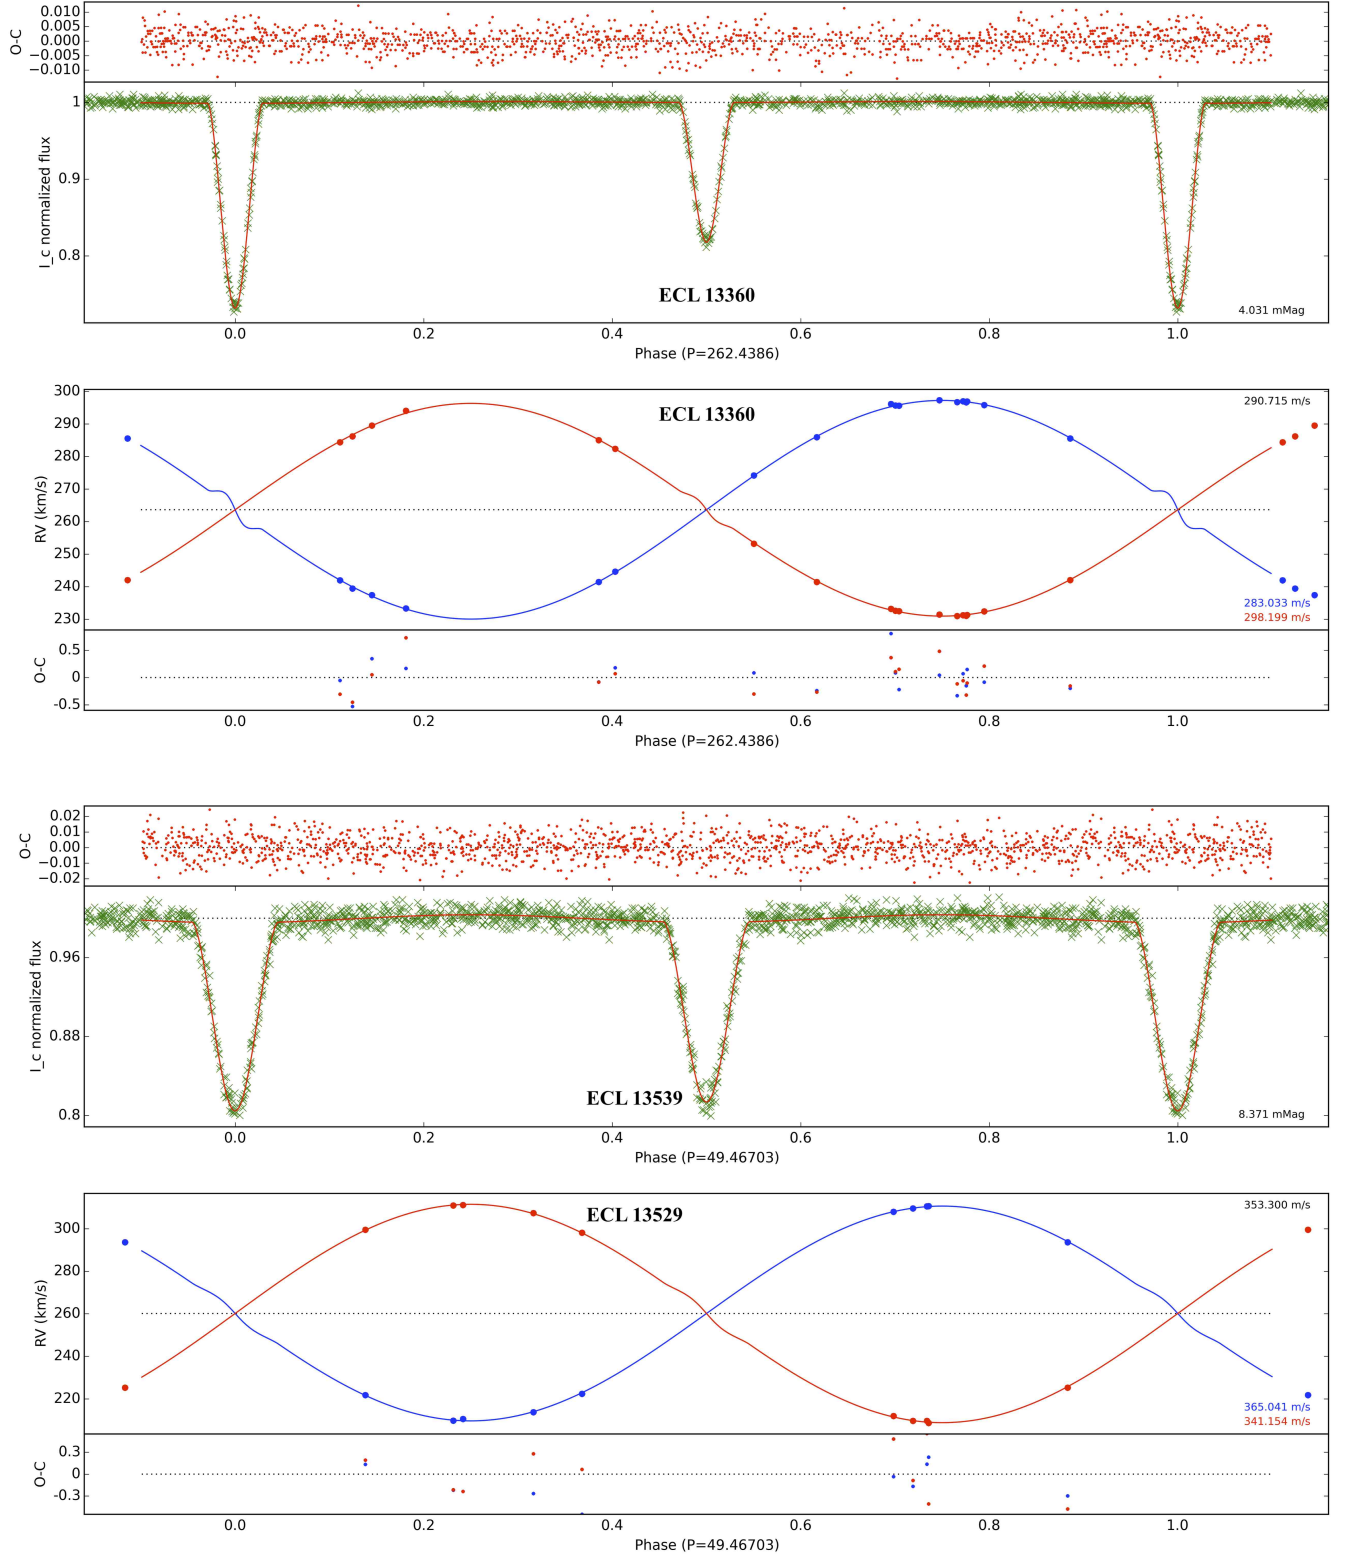 0.010
0.005
0.005
−0.005
−0.010
O-C
1
0.9
0.8
I_c normalized flux
ECL 13360
4.031 mMag
0.0 0.2 0.4 0.6 0.8 1.0
Phase (P=262.4386)
300
290
280
270
260
250
240
230
RV (km/s)
ECL 13360
290.715 m/s
283.033 m/s
298.199 m/s
0.5
0
-0.5
O-C
0.0 0.2 0.4 0.6 0.8 1.0
Phase (P=262.4386)
0.02
0.01
0.00
−0.01
−0.02
O-C
0.96
0.88
0.8
I_c normalized flux
ECL 13539
8.371 mMag
0.0 0.2 0.4 0.6 0.8 1.0
Phase (P=49.46703)
300
280
260
240
220
RV (km/s)
ECL 13529
353.300 m/s
365.041 m/s
341.154 m/s
0.3
0
-0.3
O-C
0.0 0.2 0.4 0.6 0.8 1.0
Phase (P=49.46703)